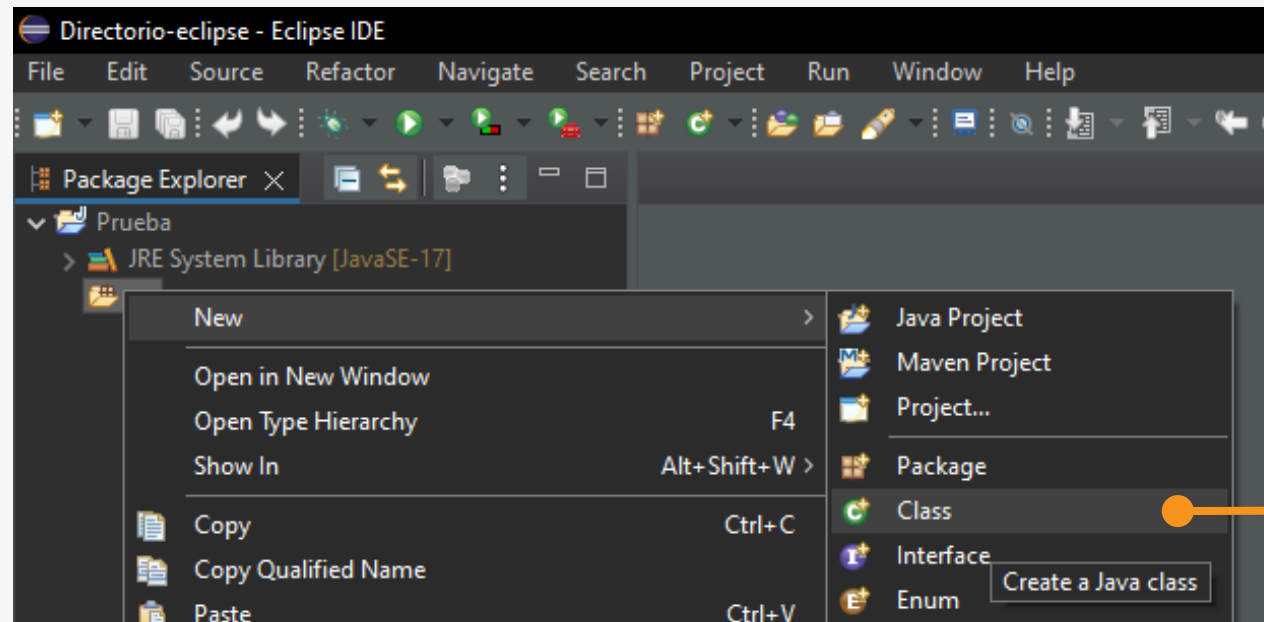 Directorio-eclipse - Eclipse IDE
File Edit Source Refactor Navigate Search Project Run Window Help
Package Explorer
Prueba
JRE System Library [JavaSE-17]
New
Open in New Window
Open Type Hierarchy F4
Show In Alt+Shift+W
Copy Ctrl+C
Copy Qualified Name
Paste Ctrl+V
Java Project
Maven Project
Project...
Package
Class
Interface
Create a Java class
Enum